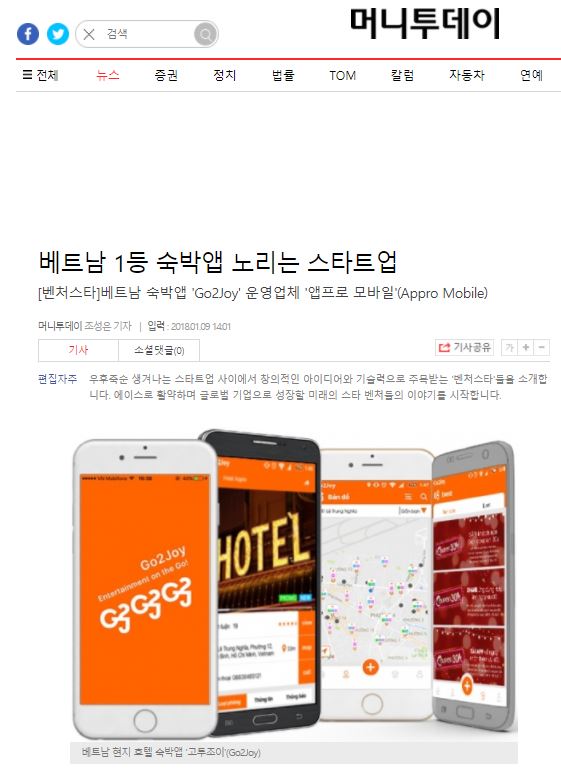 검색
머니투데이
전체 뉴스 증권 정치 법률 TOM 칼럼 자동차 연예
베트남 1등 숙박앱 노리는 스타트업
[벤처스타]베트남 숙박앱 'Go2Joy' 운영업체 '앱프로 모바일'(Appro Mobile)
머니투데이 조성은 기자 | 입력 : 2018.01.09 14:01
기사 소셜댓글(0) 기사공유 가 + -
편집자주 우후죽순 생겨나는 스타트업 사이에서 창의적인 아이디어와 기술력으로 주목받는 '벤처스타'들을 소개합
니다. 에이스로 활약하며 글로벌 기업으로 성장할 미래의 스타 벤처들의 이야기를 시작합니다.
Go2Joy
Entertainment on the Go!
HOTEL
Bản đồ
베트남 현지 호텔 숙박앱 '고투조이'(Go2Joy)